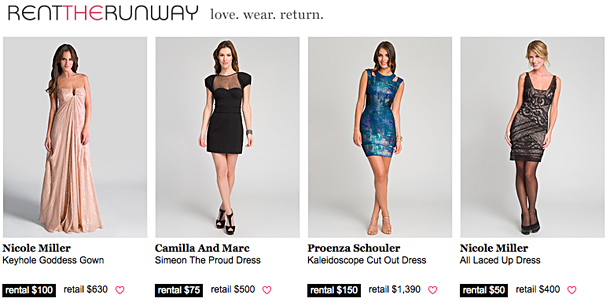 RENTTHERUNWAY love. wear. return.
Nicole Miller
Keyhole Goddess Gown
rental $100 retail $630
Camilla And Marc
Simeon The Proud Dress
rental $75 retail $500
Proenza Schouler
Kaleidoscope Cut Out Dress
rental $150 retail $1,390
Nicole Miller
All Laced Up Dress
rental $50 retail $400